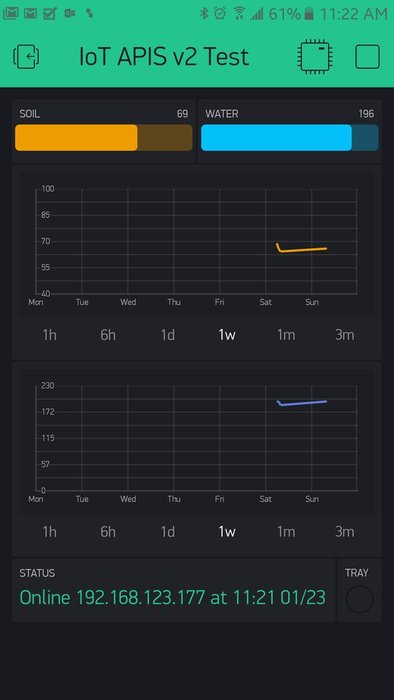 61% 11:22 AM
IoT APIS v2 Test
SOIL 69 WATER 196
100
85
70
55
40
Mon Tue Wed Thu Fri Sat Sun
1h 6h 1d 1w 1m 3m
230
172
115
57
0
Mon Tue Wed Thu Fri Sat Sun
1h 6h 1d 1w 1m 3m
STATUS TRAY
Online 192.168.123.177 at 11:21 01/23